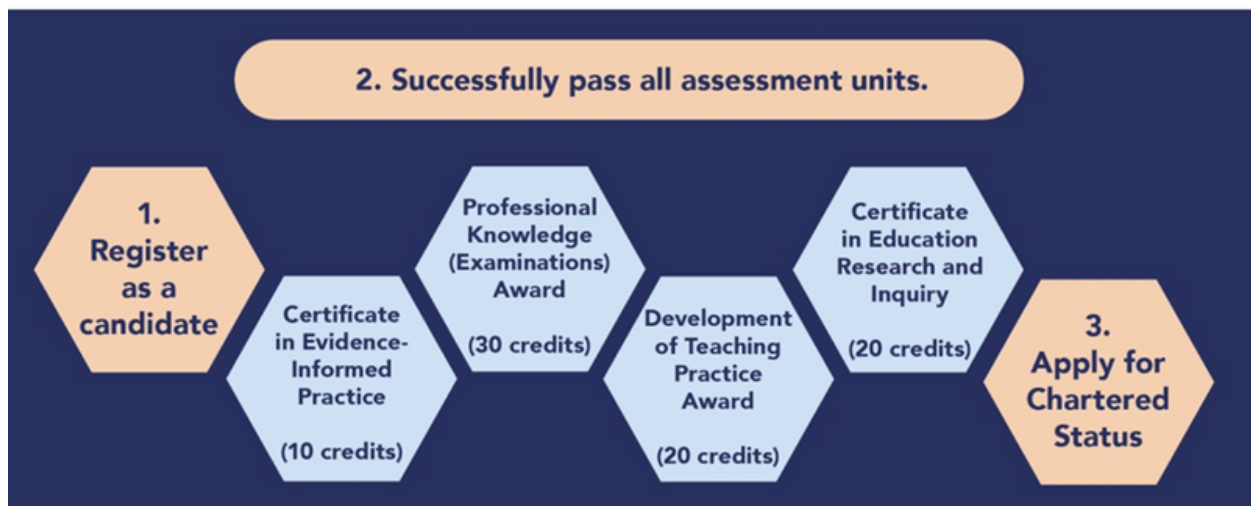 2. Successfully pass all assessment units.
1.
Register
as a
candidate
Certificate
in Evidence-
Informed
Practice
(10 credits)
Professional
Knowledge
(Examinations)
Award
(30 credits)
Development
of Teaching
Practice
Award
(20 credits)
Certificate
in Education
Research and
Inquiry
(20 credits)
3.
Apply for
Chartered
Status